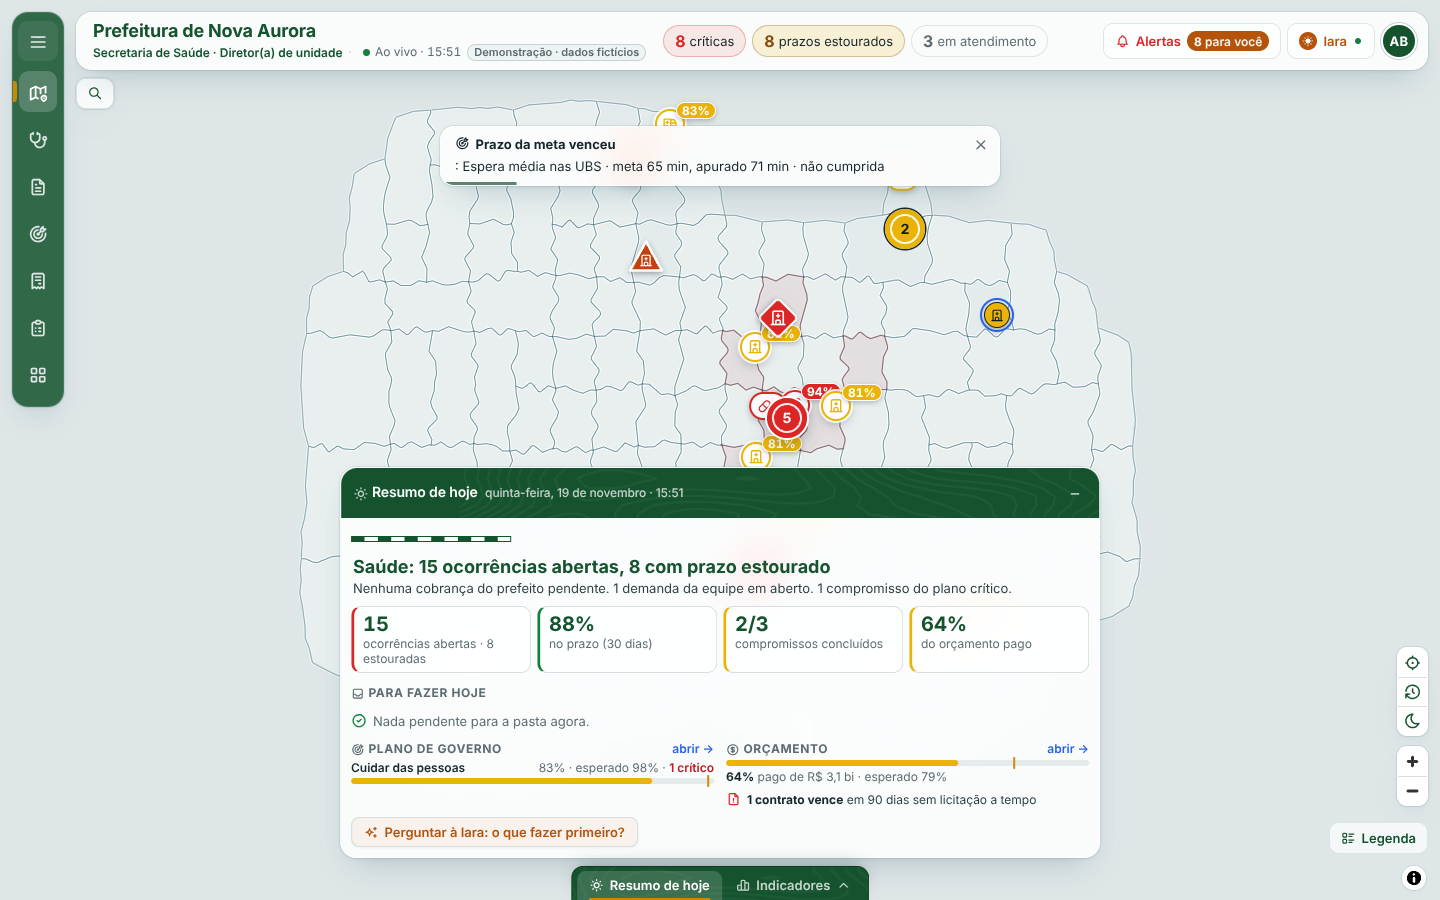 Prefeitura de Nova Aurora
Secretaria de Saúde · Diretor(a) de unidade
Ao vivo · 15:51
Demonstração · dados fictícios
8 críticas
8 prazos estourados
3 em atendimento
Alertas 8 para você
Iara
AB
83%
Prazo da meta venceu
: Espera média nas UBS · meta 65 min, apurado 71 min · não cumprida
2
94%
81%
5
81%
Resumo de hoje quinta-feira, 19 de novembro · 15:51
Saúde: 15 ocorrências abertas, 8 com prazo estourado
Nenhuma cobrança do prefeito pendente. 1 demanda da equipe em aberto. 1 compromisso do plano crítico.
15
ocorrências abertas · 8
estouradas
88%
no prazo (30 dias)
2/3
compromissos concluídos
64%
do orçamento pago
PARA FAZER HOJE
Nada pendente para a pasta agora.
PLANO DE GOVERNO abrir →
Cuidar das pessoas 83% · esperado 98% · 1 crítico
ORÇAMENTO abrir →
64% pago de R$ 3,1 bi · esperado 79%
1 contrato vence em 90 dias sem licitação a tempo
Perguntar à Iara: o que fazer primeiro?
Legenda
Resumo de hoje
Indicadores